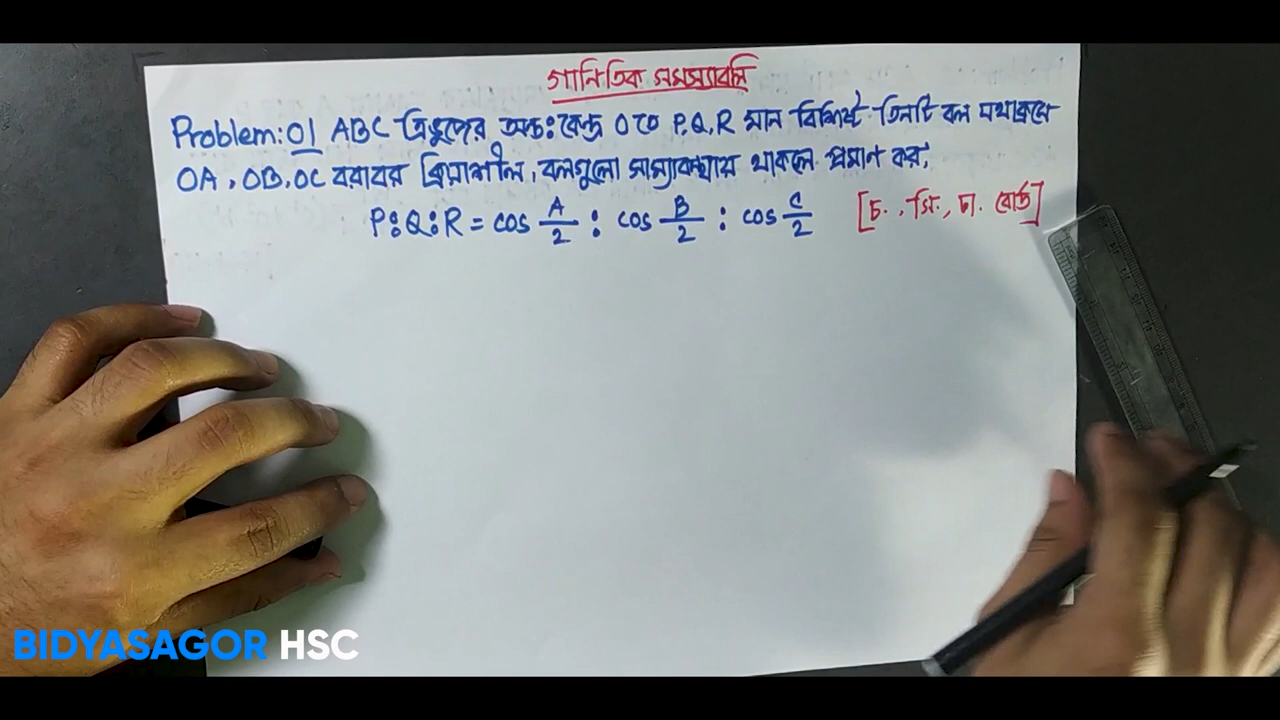 গানিতিক সমস্যাবলি
Problem:01 ABC ত্রিভুজের অন্তঃকেন্দ্র O তে P,Q,R মান বিশিষ্ট তিনটি বল যথাক্রমে
OA, OB, OC বরাবর ক্রিয়াশীল, বলগুলো সাম্যাবস্থায় থাকলে প্রমাণ কর,
P:Q:R = cos A/2 : cos B/2 : cos C/2 [চ., সি., ঢা. বোর্ড]
BIDYASAGOR HSC